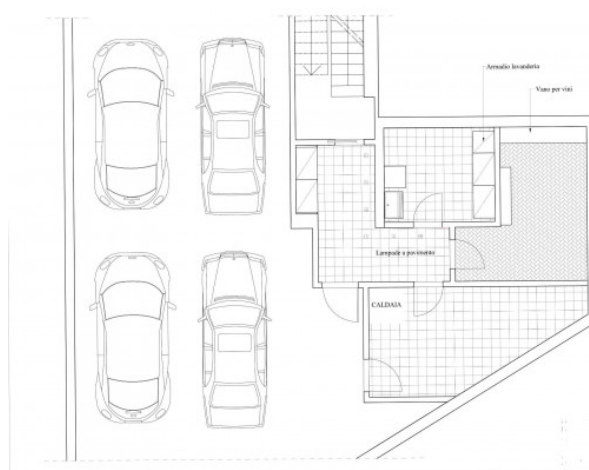 Armadio lavanderia
Vano per vini
Lampade a pavimento
CALDAIA